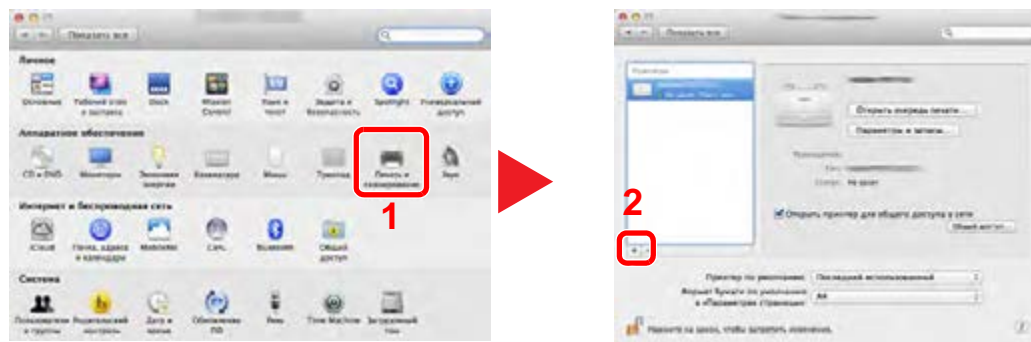 Показать все
Личное
Основные
Рабочий стол
и заставка
Dock
Mission
Control
Язык и
текст
Защита и
безопасность
Spotlight
Универсальный
доступ
Аппаратное обеспечение
CD и DVD
Мониторы
Экономия
энергии
Клавиатура
Мышь
Трекпад
Печать и
сканирование
Звук
1
Интернет и беспроводная сеть
iCloud
Почта, адреса
и календари
MobileMe
Сеть
Bluetooth
Общий
доступ
Система
Пользователи
и группы
Родительский
контроль
Дата и
время
Обновление
ПО
Речь
Time Machine
Загрузочный
том
Показать все
Принтеры
Открыть очередь печати...
Параметры и запасы...
Размещение:
Тип:
Статус:
2
Открыть принтер для общего доступа в сети
Общий доступ...
+ −
Принтер по умолчанию: Последний использованный
Формат бумаги по умолчанию
в «Параметрах страницы»:
A4
Нажмите на замок, чтобы запретить изменения.
?